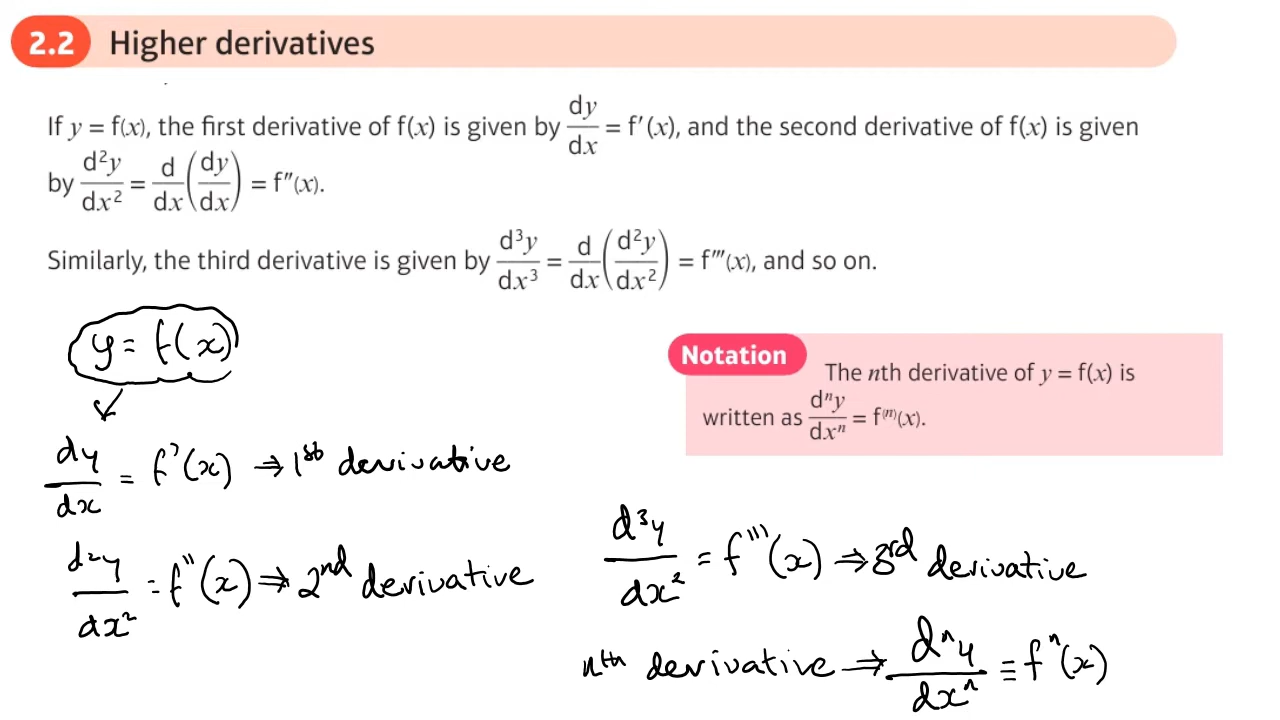 2.2 Higher derivatives
If y = f(x), the first derivative of f(x) is given by dy/dx = f′(x), and the second derivative of f(x) is given
by d²y/dx² = d/dx(dy/dx) = f″(x).
Similarly, the third derivative is given by d³y/dx³ = d/dx(d²y/dx²) = f‴(x), and so on.
y = f(x)
Notation
The nth derivative of y = f(x) is
written as dⁿy/dxⁿ = f⁽ⁿ⁾(x).
dy/dx = f'(x) ⇒ 1st derivative
d²y/dx² = f''(x) ⇒ 2nd derivative
d³y/dx² = f'''(x) ⇒ 3rd derivative
nth derivative ⇒ dⁿy/dxⁿ ≡ fⁿ(x)